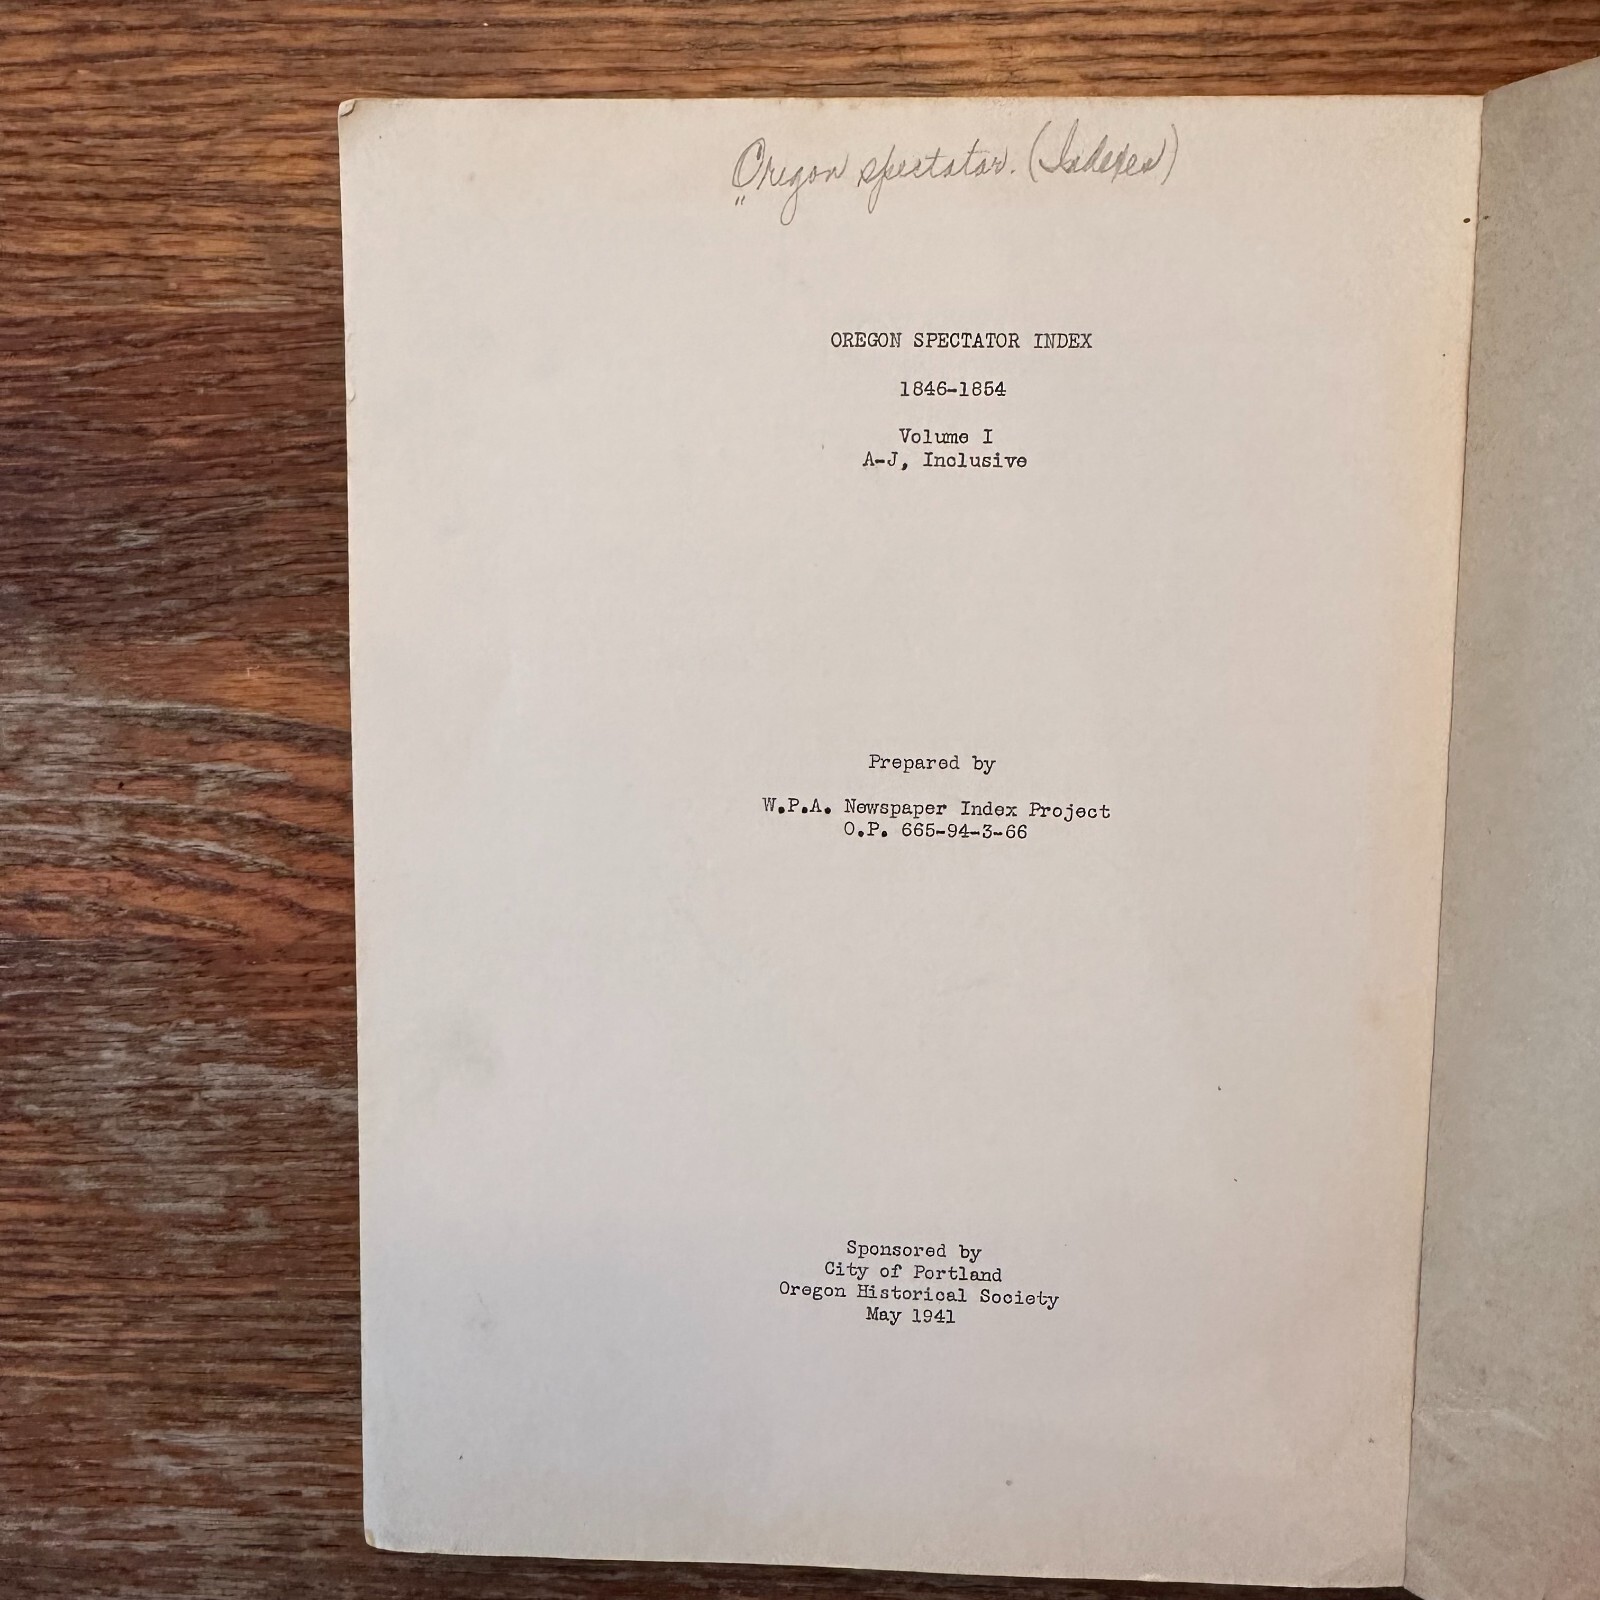 Oregon spectator. (Indexes)
"
OREGON SPECTATOR INDEX
1846-1854
Volume I
A-J, Inclusive
Prepared by
W.P.A. Newspaper Index Project
O.P. 665-94-3-66
Sponsored by
City of Portland
Oregon Historical Society
May 1941